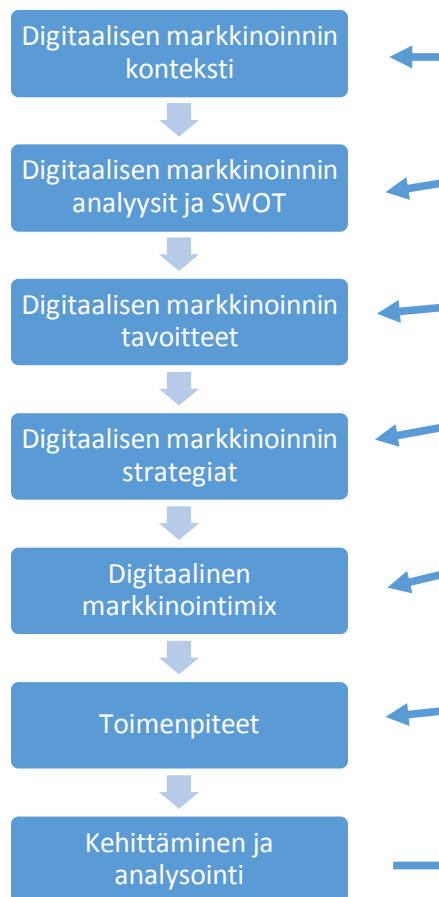 Digitaalisen markkinoinnin
konteksti
Digitaalisen markkinoinnin
analyysit ja SWOT
Digitaalisen markkinoinnin
tavoitteet
Digitaalisen markkinoinnin
strategiat
Digitaalinen
markkinointimix
Toimenpiteet
Kehittäminen ja
analysointi